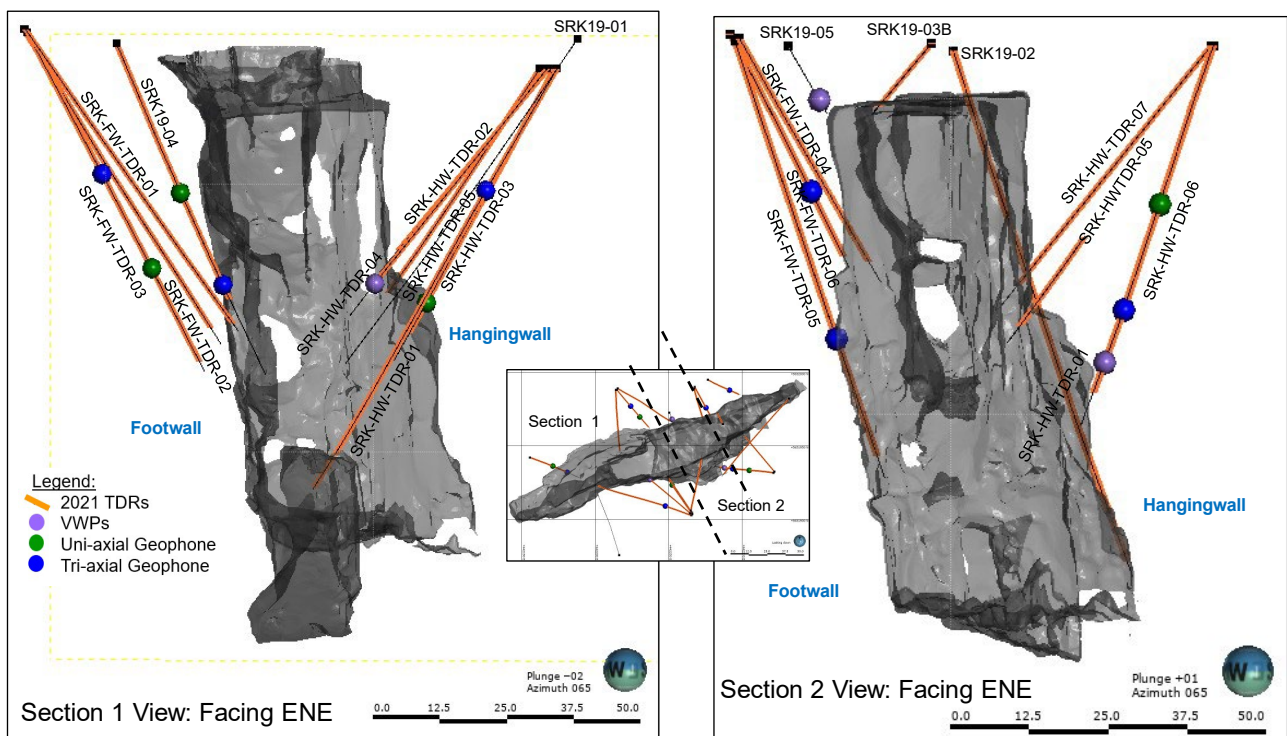 SRK19-01
SRK19-04
SRK-FW-TDR-01
SRK-FW-TDR-03
SRK-FW-TDR-02
SRK-HW-TDR-02
SRK-HW-TDR-05
SRK-HW-TDR-03
SRK-HW-TDR-04
SRK-HW-TDR-01
Hangingwall
Footwall
Legend:
2021 TDRs
VWPs
Uni-axial Geophone
Tri-axial Geophone
Plunge −02
Azimuth 065
W
Section 1 View: Facing ENE
0.0 12.5 25.0 37.5 50.0
Section 1
Section 2
SRK19-05
SRK19-03B
SRK19-02
SRK-FW-TDR-04
SRK-FW-TDR-06
SRK-FW-TDR-05
SRK-HW-TDR-07
SRK-HWTDR-05
SRK-HW-TDR-06
SRK-HW-TDR-01
Hangingwall
Footwall
Plunge +01
Azimuth 065
W
Section 2 View: Facing ENE
0.0 12.5 25.0 37.5 50.0